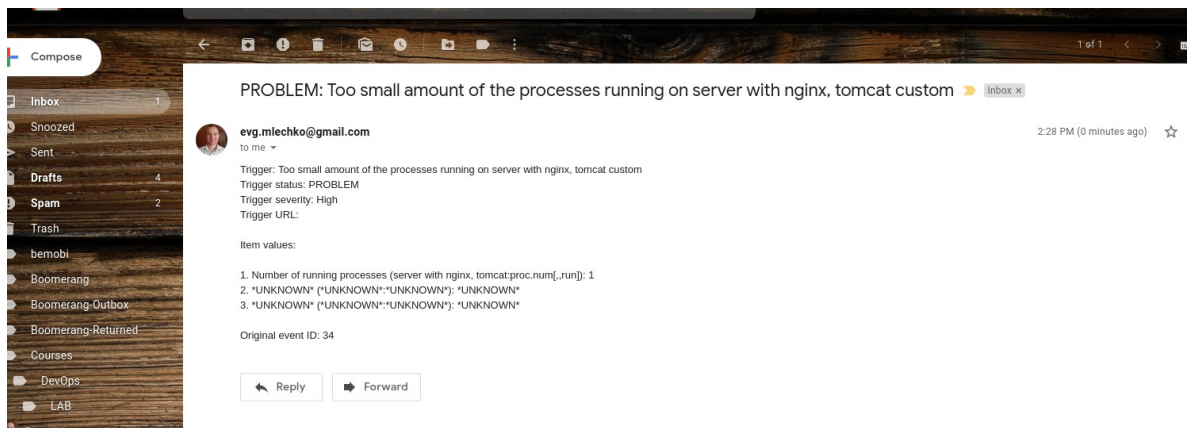 Compose
1 of 1
PROBLEM: Too small amount of the processes running on server with nginx, tomcat custom
Inbox ×
Inbox 1
Snoozed
Sent
Drafts 4
Spam 2
Trash
bemobi
Boomerang
Boomerang-Outbox
Boomerang-Returned
Courses
DevOps
LAB
evg.mlechko@gmail.com
2:28 PM (0 minutes ago)
to me
Trigger: Too small amount of the processes running on server with nginx, tomcat custom
Trigger status: PROBLEM
Trigger severity: High
Trigger URL:
Item values:
1. Number of running processes (server with nginx, tomcat:proc.num[,,run]): 1
2. *UNKNOWN* (*UNKNOWN*:*UNKNOWN*): *UNKNOWN*
3. *UNKNOWN* (*UNKNOWN*:*UNKNOWN*): *UNKNOWN*
Original event ID: 34
Reply
Forward